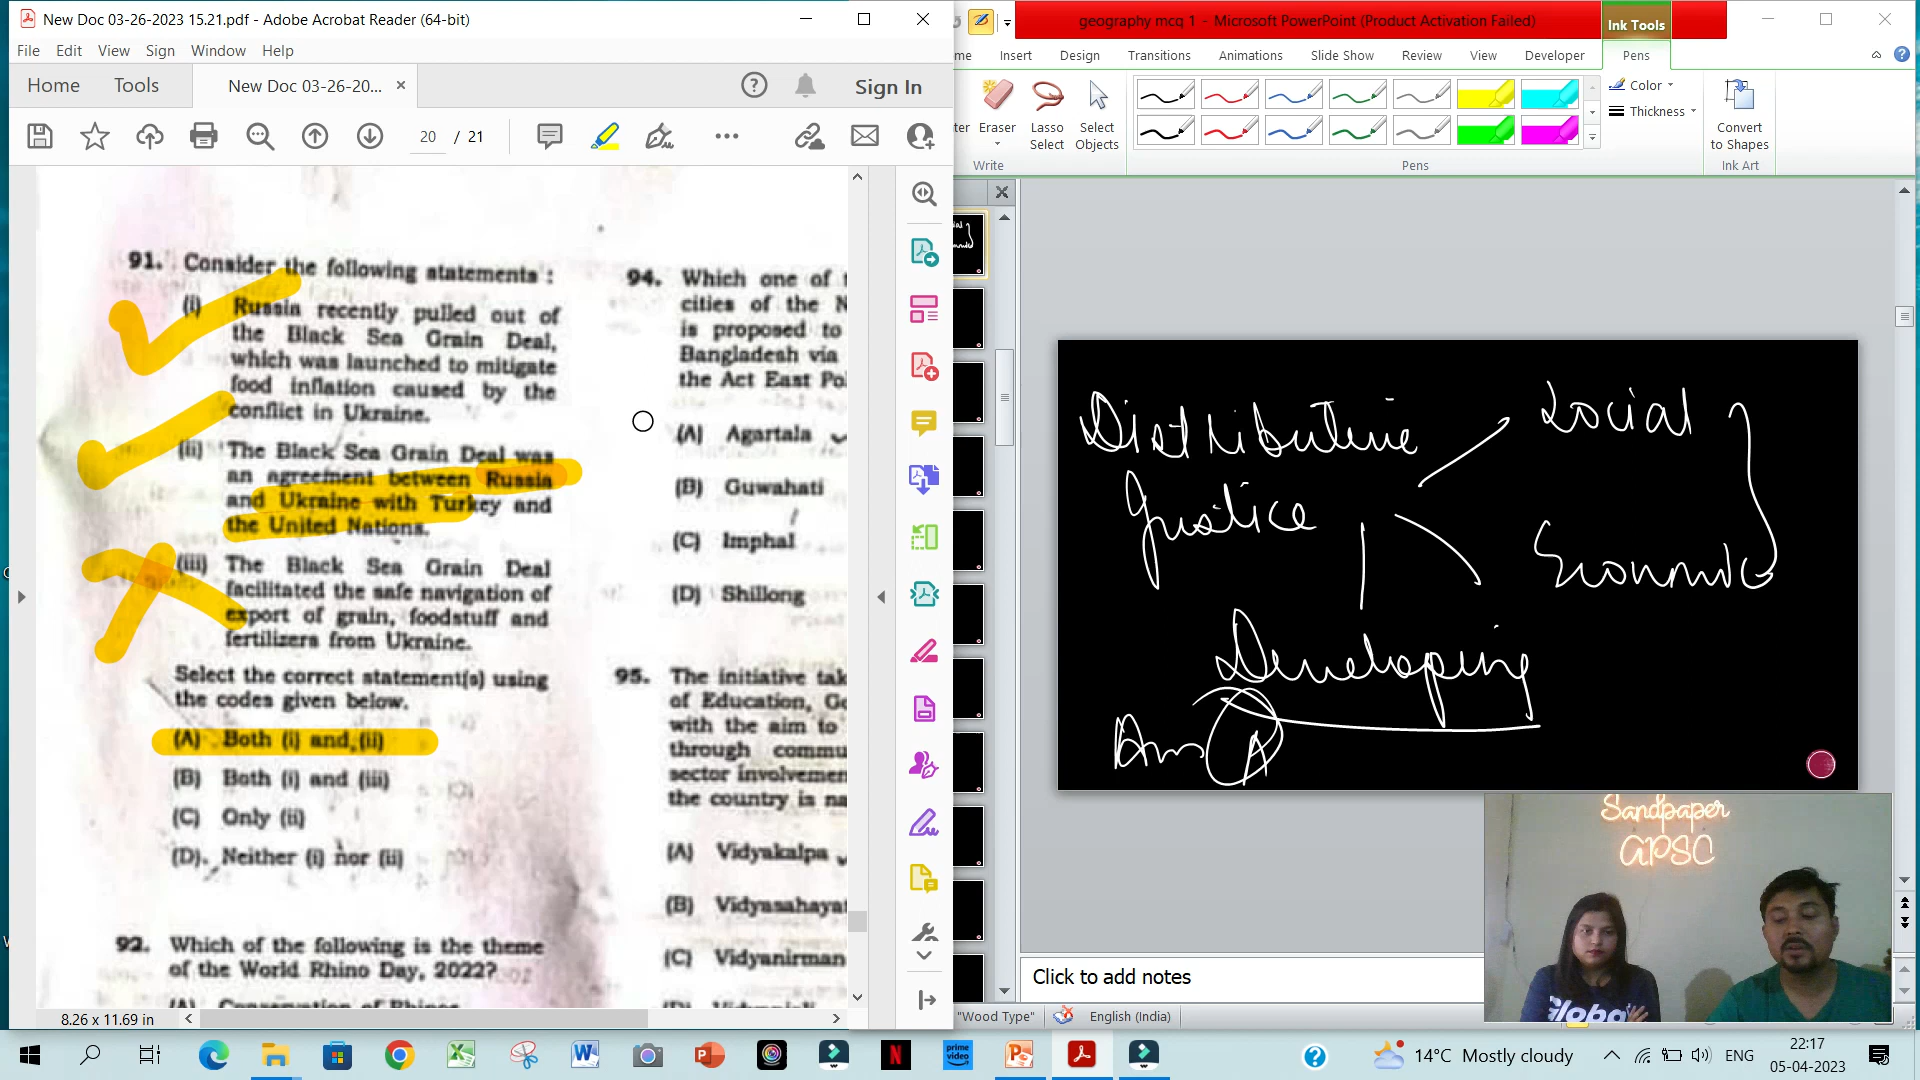 New Doc 03-26-2023 15.21.pdf - Adobe Acrobat Reader (64-bit)
File Edit View Sign Window Help
Home Tools New Doc 03-26-20... × Sign In
20 / 21
91. Consider the following statements :
(i) Russia recently pulled out of
the Black Sea Grain Deal,
which was launched to mitigate
food inflation caused by the
conflict in Ukraine.
(ii) The Black Sea Grain Deal was
an agreement between Russia
and Ukraine with Turkey and
the United Nations.
(iii) The Black Sea Grain Deal
facilitated the safe navigation of
export of grain, foodstuff and
fertilizers from Ukraine.
Select the correct statement(s) using
the codes given below.
(A) Both (i) and (ii)
(B) Both (i) and (iii)
(C) Only (ii)
(D). Neither (i) nor (ii)
92. Which of the following is the theme
of the World Rhino Day, 2022?
94. Which one of
cities of the N
is proposed to
Bangladesh via
the Act East Po
(A) Agartala
(B) Guwahati
(C) Imphal
(D) Shillong
95. The initiative tak
of Education, Go
with the aim to
through commu
sector involvemen
the country is na
(A) Vidyakalpa
(B) Vidyasahaya
(C) Vidyanirman
8.26 x 11.69 in
geography mcq 1 - Microsoft PowerPoint (Product Activation Failed)
Ink Tools
me Insert Design Transitions Animations Slide Show Review View Developer Pens
ter Eraser Lasso Select Select Objects
Color
Thickness
Convert to Shapes
Write Pens Ink Art
Distributive Social
Justice Economic
Developing
Ans A
Sandpaper
APSC
Global
Click to add notes
"Wood Type" English (India)
prime video
14°C Mostly cloudy ENG 22:17
05-04-2023